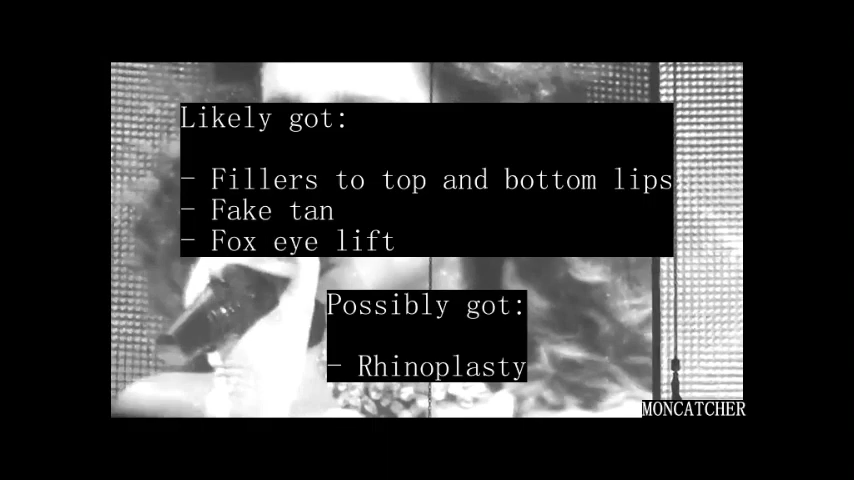 Likely got:
- Fillers to top and bottom lips
- Fake tan
- Fox eye lift
Possibly got:
- Rhinoplasty
MONCATCHER